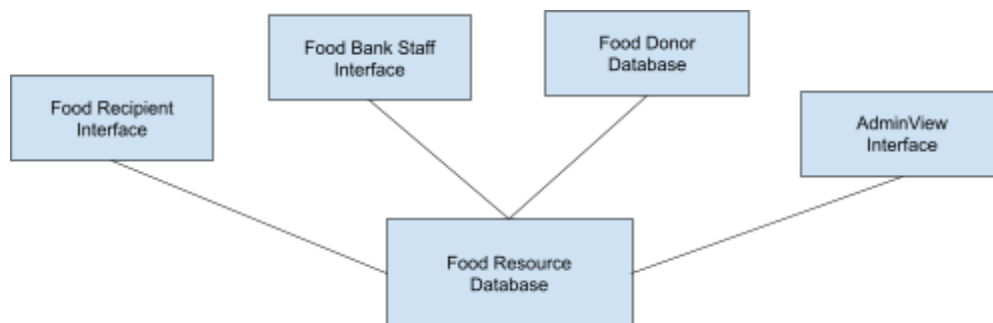 Food Bank Staff
Interface
Food Donor
Database
Food Recipient
Interface
AdminView
Interface
Food Resource
Database